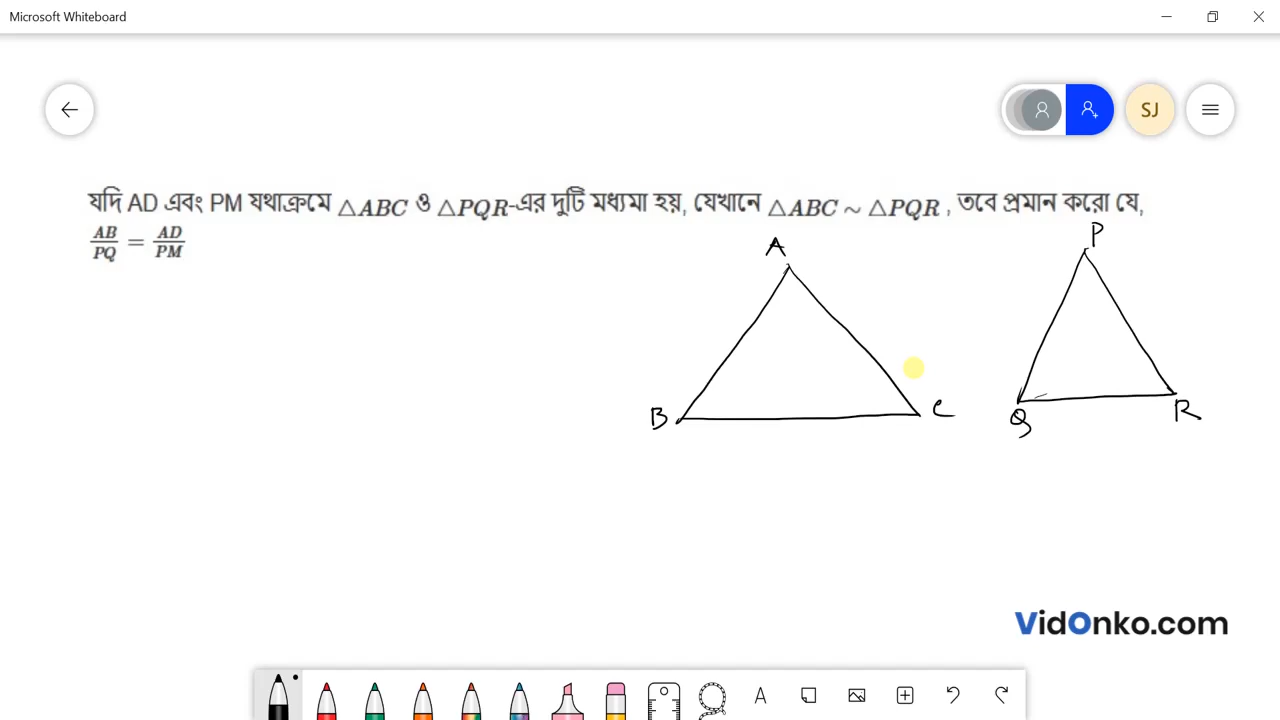 Microsoft Whiteboard
SJ
যদি AD এবং PM যথাক্রমে △ABC ও △PQR-এর দুটি মধ্যমা হয়, যেখানে △ABC ~ △PQR , তবে প্রমান করো যে,
AB/PQ = AD/PM
A
P
B
C
Q
R
VidOnko.com
A